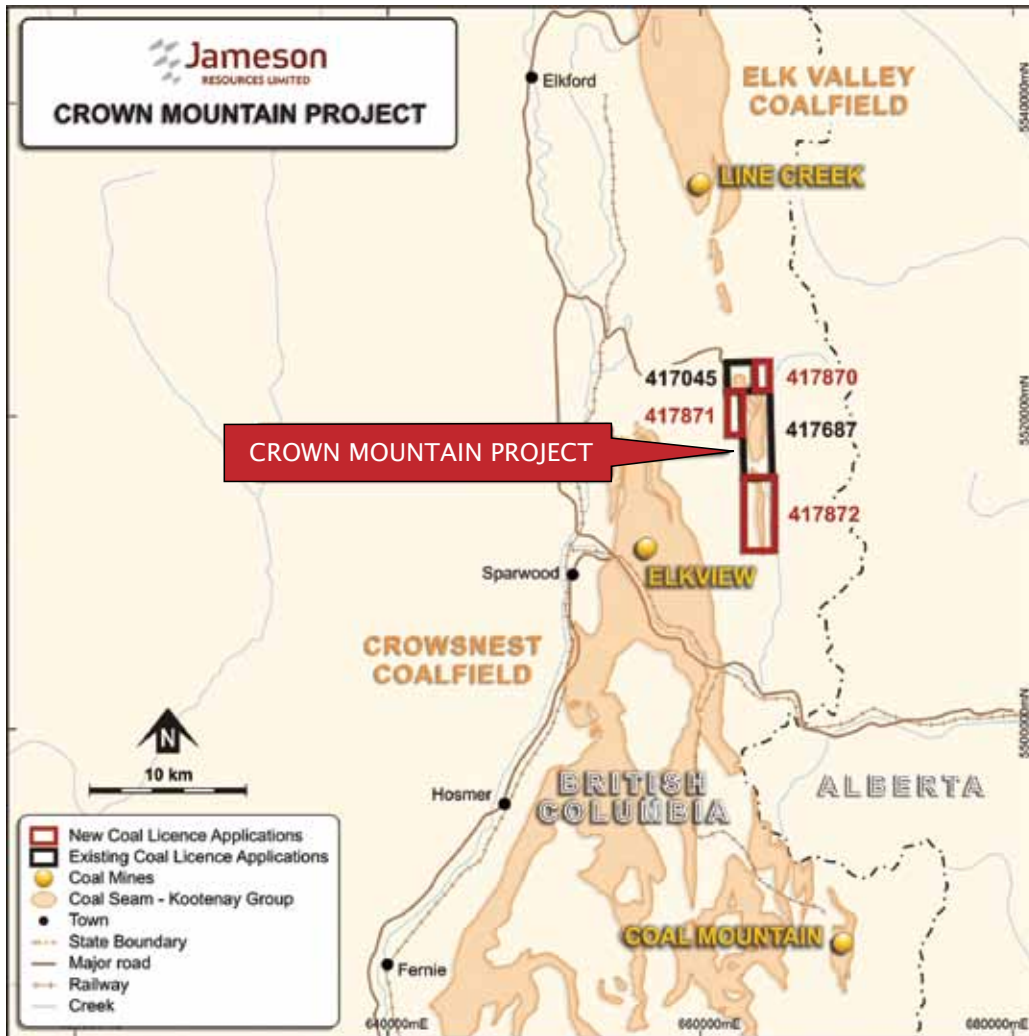 Jameson
RESOURCES LIMITED
CROWN MOUNTAIN PROJECT
Elkford
ELK VALLEY
COALFIELD
5540000mN
LINE CREEK
417045
417870
417871
417687
5520000mN
CROWN MOUNTAIN PROJECT
417872
ELKVIEW
Sparwood
CROWSNEST
COALFIELD
N
10 km
5500000mN
Hosmer
BRITISH
COLUMBIA
ALBERTA
New Coal Licence Applications
Existing Coal Licence Applications
Coal Mines
Coal Seam - Kootenay Group
Town
State Boundary
Major road
Railway
Creek
COAL MOUNTAIN
Fernie
640000mE
660000mE
680000mE